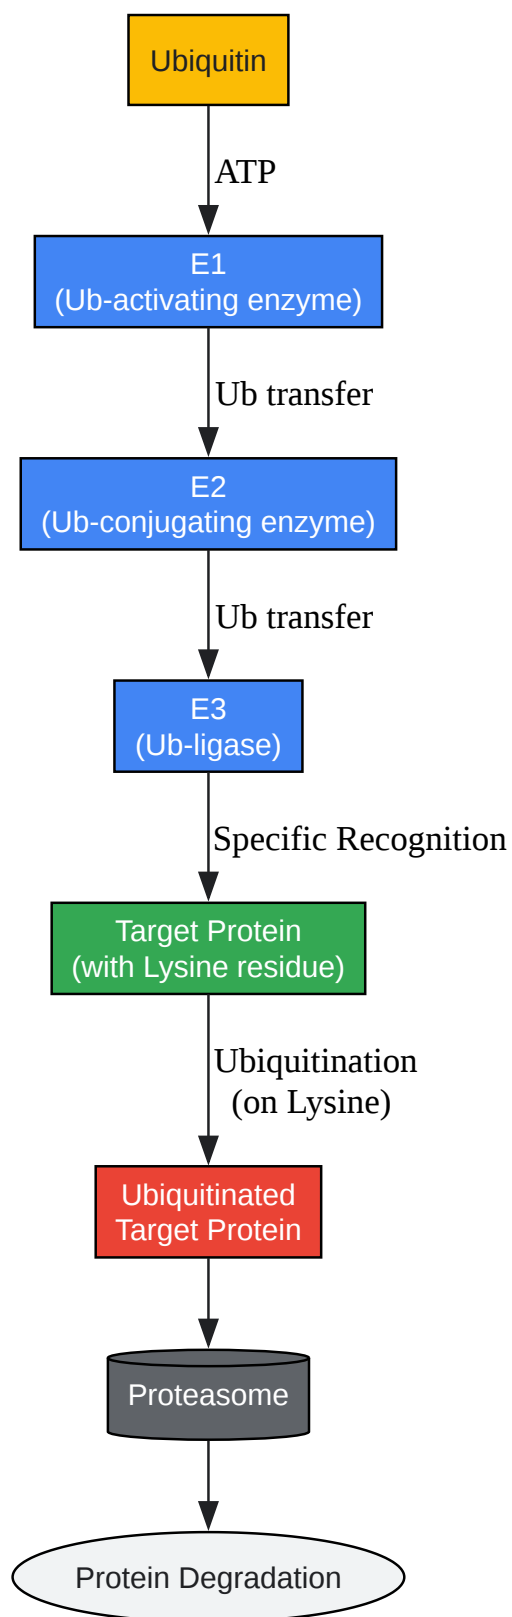 Ubiquitin
ATP
E1
(Ub-activating enzyme)
Ub transfer
E2
(Ub-conjugating enzyme)
Ub transfer
E3
(Ub-ligase)
Specific Recognition
Target Protein
(with Lysine residue)
Ubiquitination
(on Lysine)
Ubiquitinated
Target Protein
Proteasome
Protein Degradation